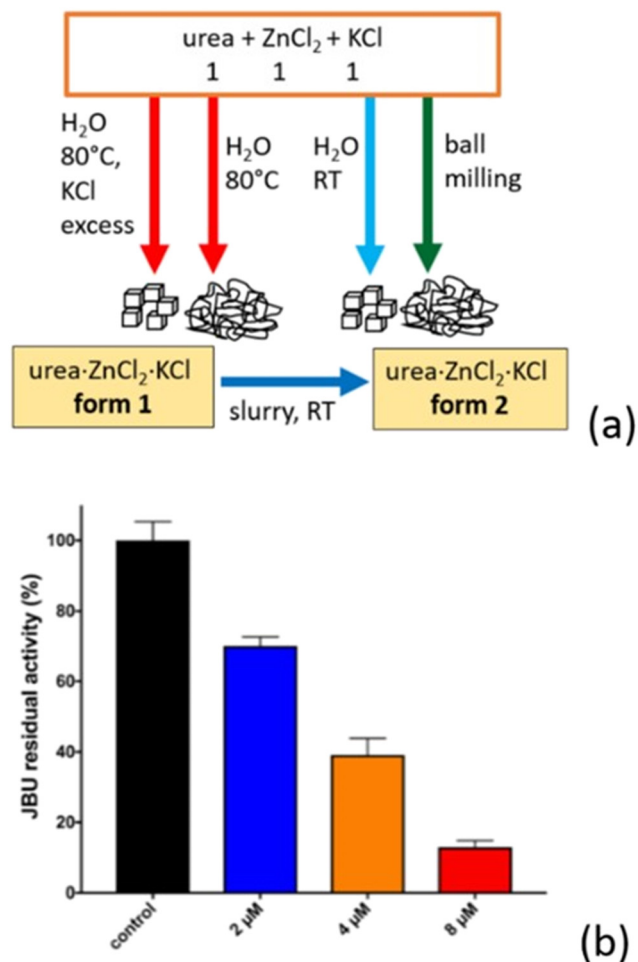 urea + ZnCl₂ + KCl
1 1 1
H₂O
80°C,
KCl
excess
H₂O
80°C
H₂O
RT
ball
milling
urea·ZnCl₂·KCl
form 1
slurry, RT
urea·ZnCl₂·KCl
form 2
(a)
JBU residual activity (%)
100
80
60
40
20
0
control
2 µM
4 µM
8 µM
(b)